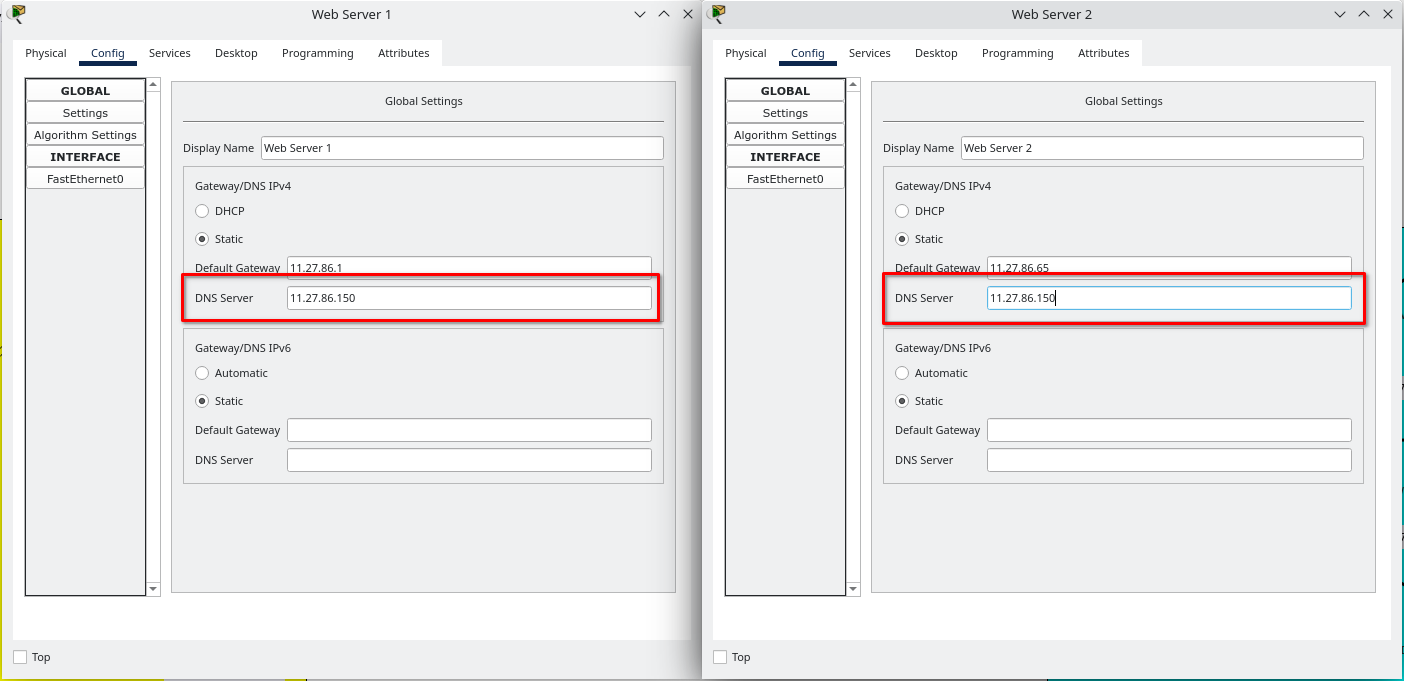 Web Server 1
Physical Config Services Desktop Programming Attributes
GLOBAL
Settings
Algorithm Settings
INTERFACE
FastEthernet0
Global Settings
Display Name Web Server 1
Gateway/DNS IPv4
DHCP
Static
Default Gateway 11.27.86.1
DNS Server 11.27.86.150
Gateway/DNS IPv6
Automatic
Static
Default Gateway
DNS Server
Top
Web Server 2
Physical Config Services Desktop Programming Attributes
GLOBAL
Settings
Algorithm Settings
INTERFACE
FastEthernet0
Global Settings
Display Name Web Server 2
Gateway/DNS IPv4
DHCP
Static
Default Gateway 11.27.86.65
DNS Server 11.27.86.150
Gateway/DNS IPv6
Automatic
Static
Default Gateway
DNS Server
Top